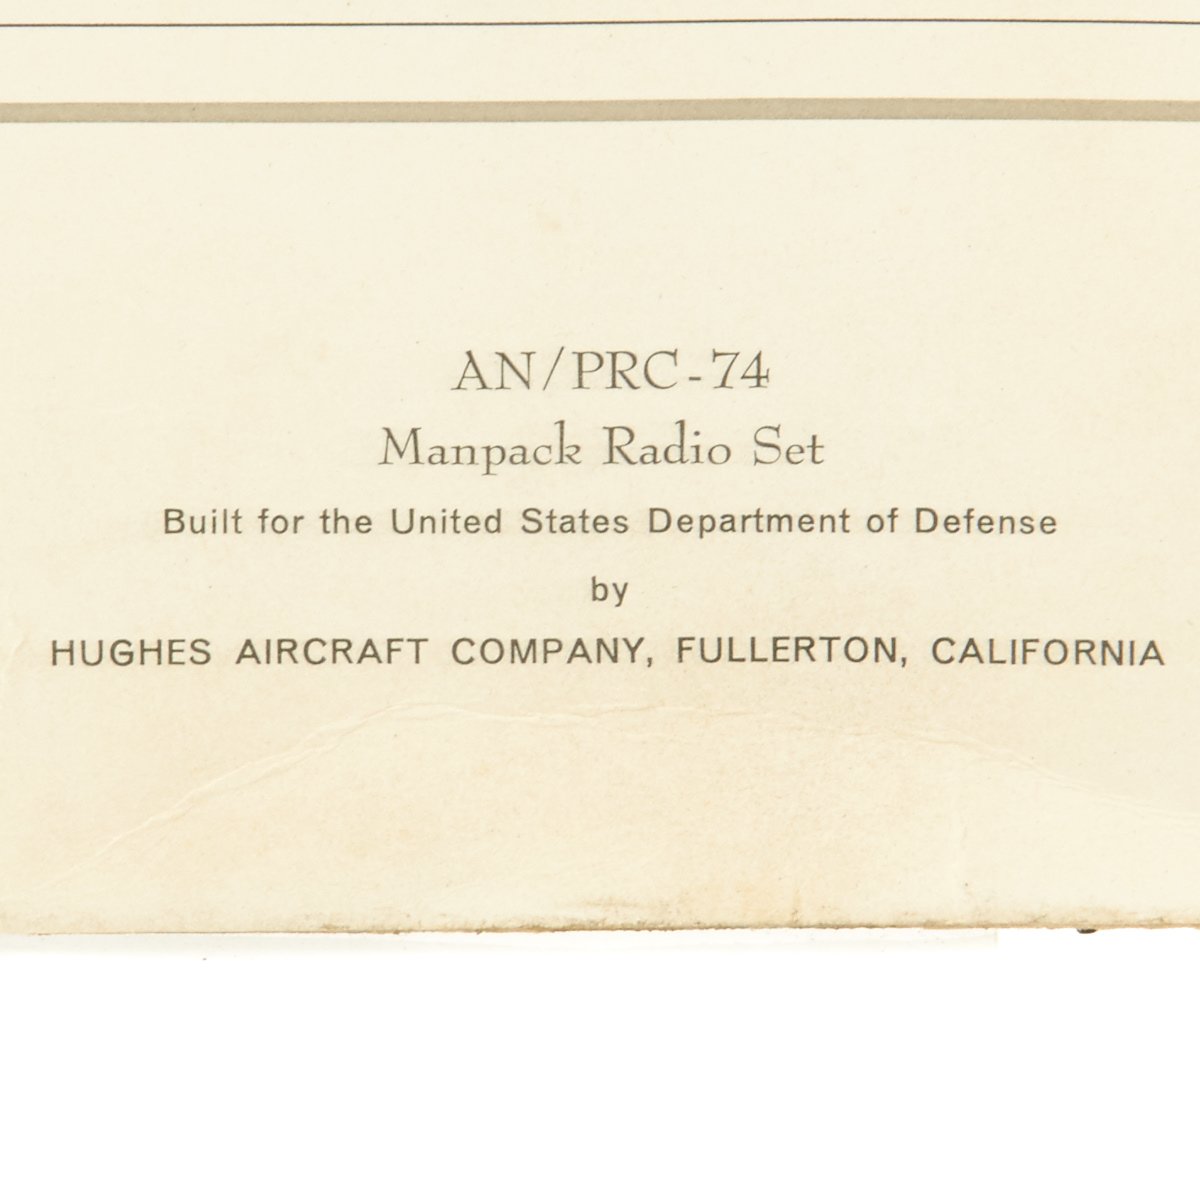 AN/PRC-74
Manpack Radio Set
Built for the United States Department of Defense
by
HUGHES AIRCRAFT COMPANY, FULLERTON, CALIFORNIA